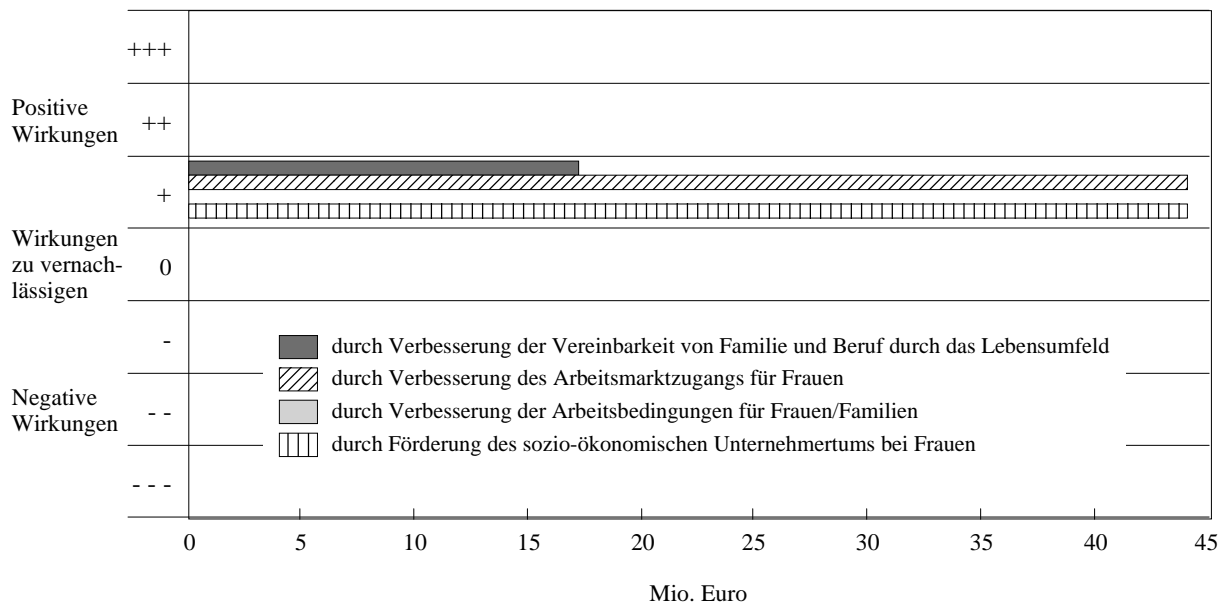 +++
Positive
Wirkungen
++
+
Wirkungen
zu vernach-
lässigen
0
-
Negative
Wirkungen
- -
- - -
durch Verbesserung der Vereinbarkeit von Familie und Beruf durch das Lebensumfeld
durch Verbesserung des Arbeitsmarktzugangs für Frauen
durch Verbesserung der Arbeitsbedingungen für Frauen/Familien
durch Förderung des sozio-ökonomischen Unternehmertums bei Frauen
0 5 10 15 20 25 30 35 40 45
Mio. Euro